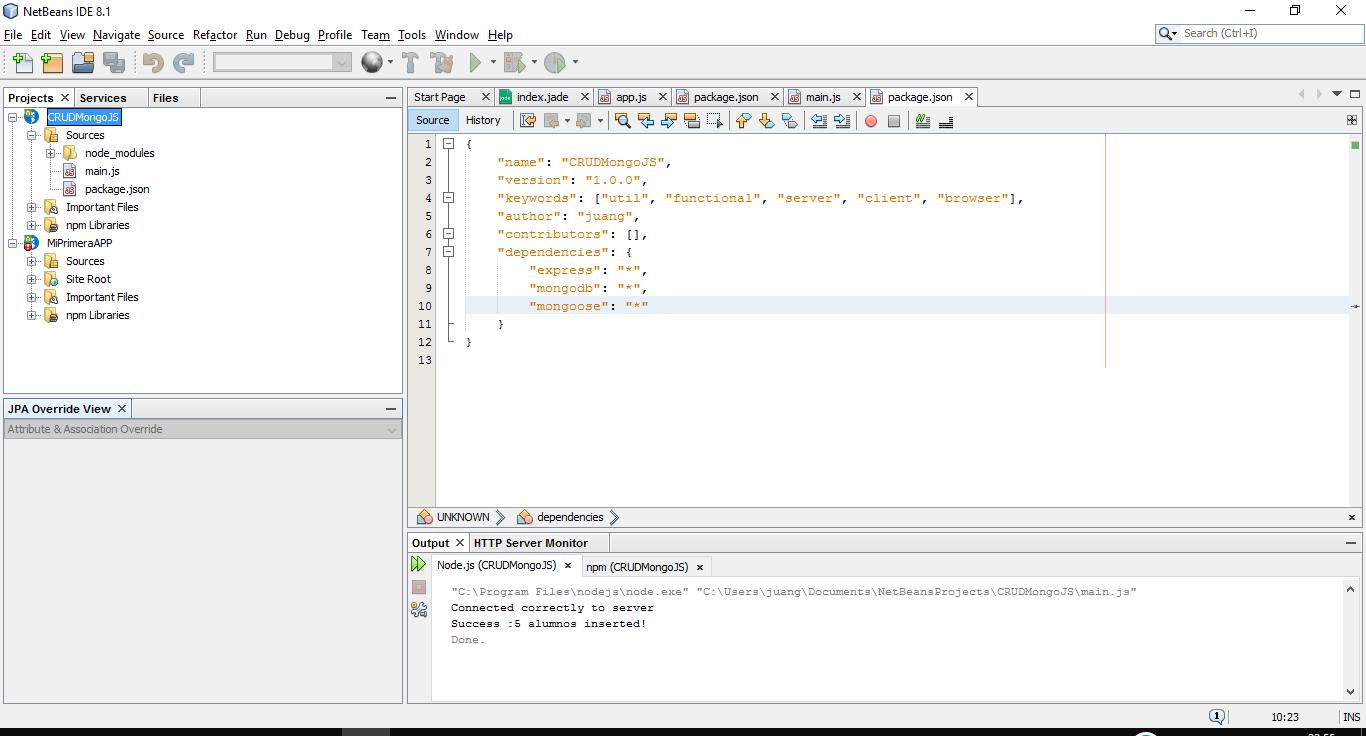 NetBeans IDE 8.1
File Edit View Navigate Source Refactor Run Debug Profile Team Tools Window Help
Search (Ctrl+I)
Projects Services Files
CRUDMongoJS
Sources
node_modules
main.js
package.json
Important Files
npm Libraries
MiPrimeraAPP
Sources
Site Root
Important Files
npm Libraries
JPA Override View
Attribute & Association Override
Start Page index.jade app.js package.json main.js package.json
Source History
1 {
2 "name": "CRUDMongoJS",
3 "version": "1.0.0",
4 "keywords": ["util", "functional", "server", "client", "browser"],
5 "author": "juang",
6 "contributors": [],
7 "dependencies": {
8 "express": "*",
9 "mongodb": "*",
10 "mongoose": "*"
11 }
12 }
13
UNKNOWN dependencies
Output HTTP Server Monitor
Node.js (CRUDMongoJS) npm (CRUDMongoJS)
"C:\Program Files\nodejs\node.exe" "C:\Users\juang\Documents\NetBeansProjects\CRUDMongoJS\main.js"
Connected correctly to server
Success :5 alumnos inserted!
Done.
1 10:23 INS